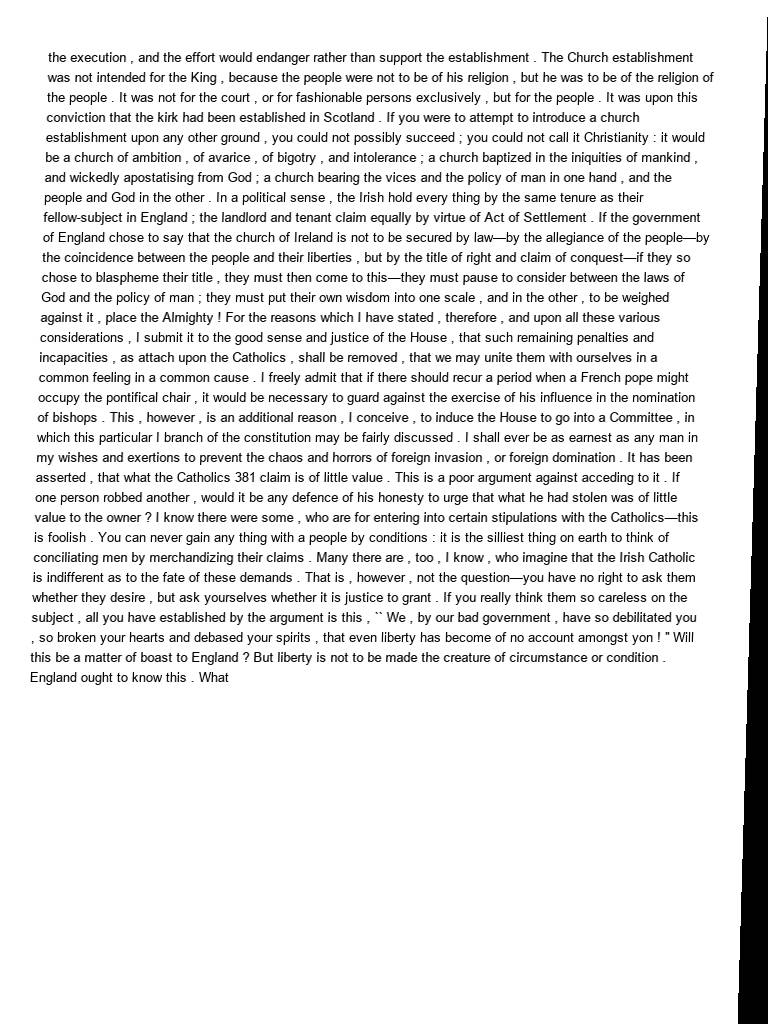 the execution , and the effort would endanger rather than support the establishment . The Church establishment
was not intended for the King , because the people were not to be of his religion , but he was to be of the religion of
the people . It was not for the court , or for fashionable persons exclusively , but for the people . It was upon this
conviction that the kirk had been established in Scotland . If you were to attempt to introduce a church
establishment upon any other ground , you could not possibly succeed ; you could not call it Christianity : it would
be a church of ambition , of avarice , of bigotry , and intolerance ; a church baptized in the iniquities of mankind ,
and wickedly apostatising from God ; a church bearing the vices and the policy of man in one hand , and the
people and God in the other . In a political sense , the Irish hold every thing by the same tenure as their
fellow-subject in England ; the landlord and tenant claim equally by virtue of Act of Settlement . If the government
of England chose to say that the church of Ireland is not to be secured by law—by the allegiance of the people—by
the coincidence between the people and their liberties , but by the title of right and claim of conquest—if they so
chose to blaspheme their title , they must then come to this—they must pause to consider between the laws of
God and the policy of man ; they must put their own wisdom into one scale , and in the other , to be weighed
against it , place the Almighty ! For the reasons which I have stated , therefore , and upon all these various
considerations , I submit it to the good sense and justice of the House , that such remaining penalties and
incapacities , as attach upon the Catholics , shall be removed , that we may unite them with ourselves in a
common feeling in a common cause . I freely admit that if there should recur a period when a French pope might
occupy the pontifical chair , it would be necessary to guard against the exercise of his influence in the nomination
of bishops . This , however , is an additional reason , I conceive , to induce the House to go into a Committee , in
which this particular I branch of the constitution may be fairly discussed . I shall ever be as earnest as any man in
my wishes and exertions to prevent the chaos and horrors of foreign invasion , or foreign domination . It has been
asserted , that what the Catholics 381 claim is of little value . This is a poor argument against acceding to it . If
one person robbed another , would it be any defence of his honesty to urge that what he had stolen was of little
value to the owner ? I know there were some , who are for entering into certain stipulations with the Catholics—this
is foolish . You can never gain any thing with a people by conditions : it is the silliest thing on earth to think of
conciliating men by merchandizing their claims . Many there are , too , I know , who imagine that the Irish Catholic
is indifferent as to the fate of these demands . That is , however , not the question—you have no right to ask them
whether they desire , but ask yourselves whether it is justice to grant . If you really think them so careless on the
subject , all you have established by the argument is this , `` We , by our bad government , have so debilitated you
, so broken your hearts and debased your spirits , that even liberty has become of no account amongst yon ! " Will
this be a matter of boast to England ? But liberty is not to be made the creature of circumstance or condition .
England ought to know this . What